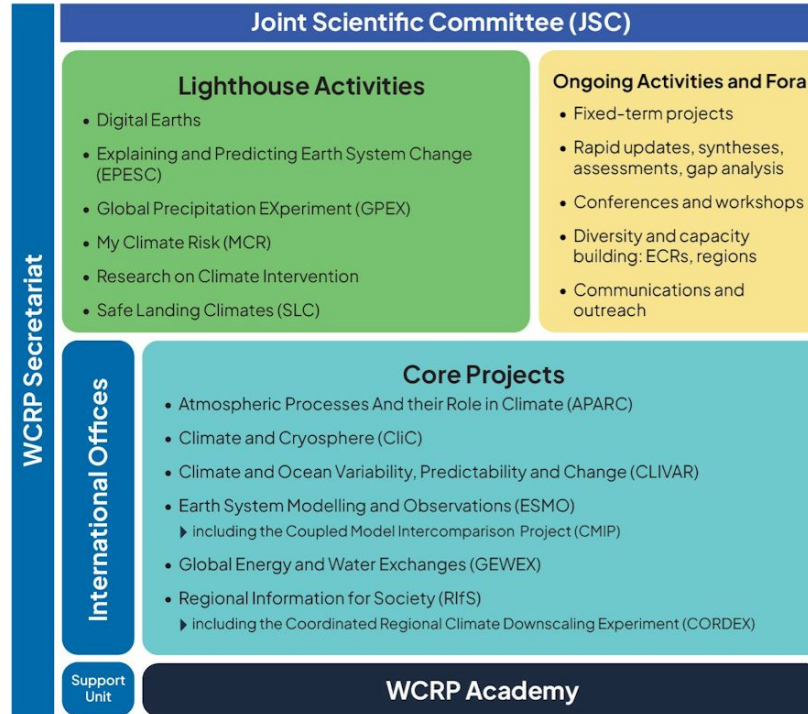 Joint Scientific Committee (JSC)
WCRP Secretariat
Lighthouse Activities
• Digital Earths
• Explaining and Predicting Earth System Change
(EPESC)
• Global Precipitation EXperiment (GPEX)
• My Climate Risk (MCR)
• Research on Climate Intervention
• Safe Landing Climates (SLC)
Ongoing Activities and Fora
• Fixed-term projects
• Rapid updates, syntheses,
assessments, gap analysis
• Conferences and workshops
• Diversity and capacity
building: ECRs, regions
• Communications and
outreach
International Offices
Core Projects
• Atmospheric Processes And their Role in Climate (APARC)
• Climate and Cryosphere (CliC)
• Climate and Ocean Variability, Predictability and Change (CLIVAR)
• Earth System Modelling and Observations (ESMO)
▶ including the Coupled Model Intercomparison Project (CMIP)
• Global Energy and Water Exchanges (GEWEX)
• Regional Information for Society (RIfS)
▶ including the Coordinated Regional Climate Downscaling Experiment (CORDEX)
Support
Unit
WCRP Academy